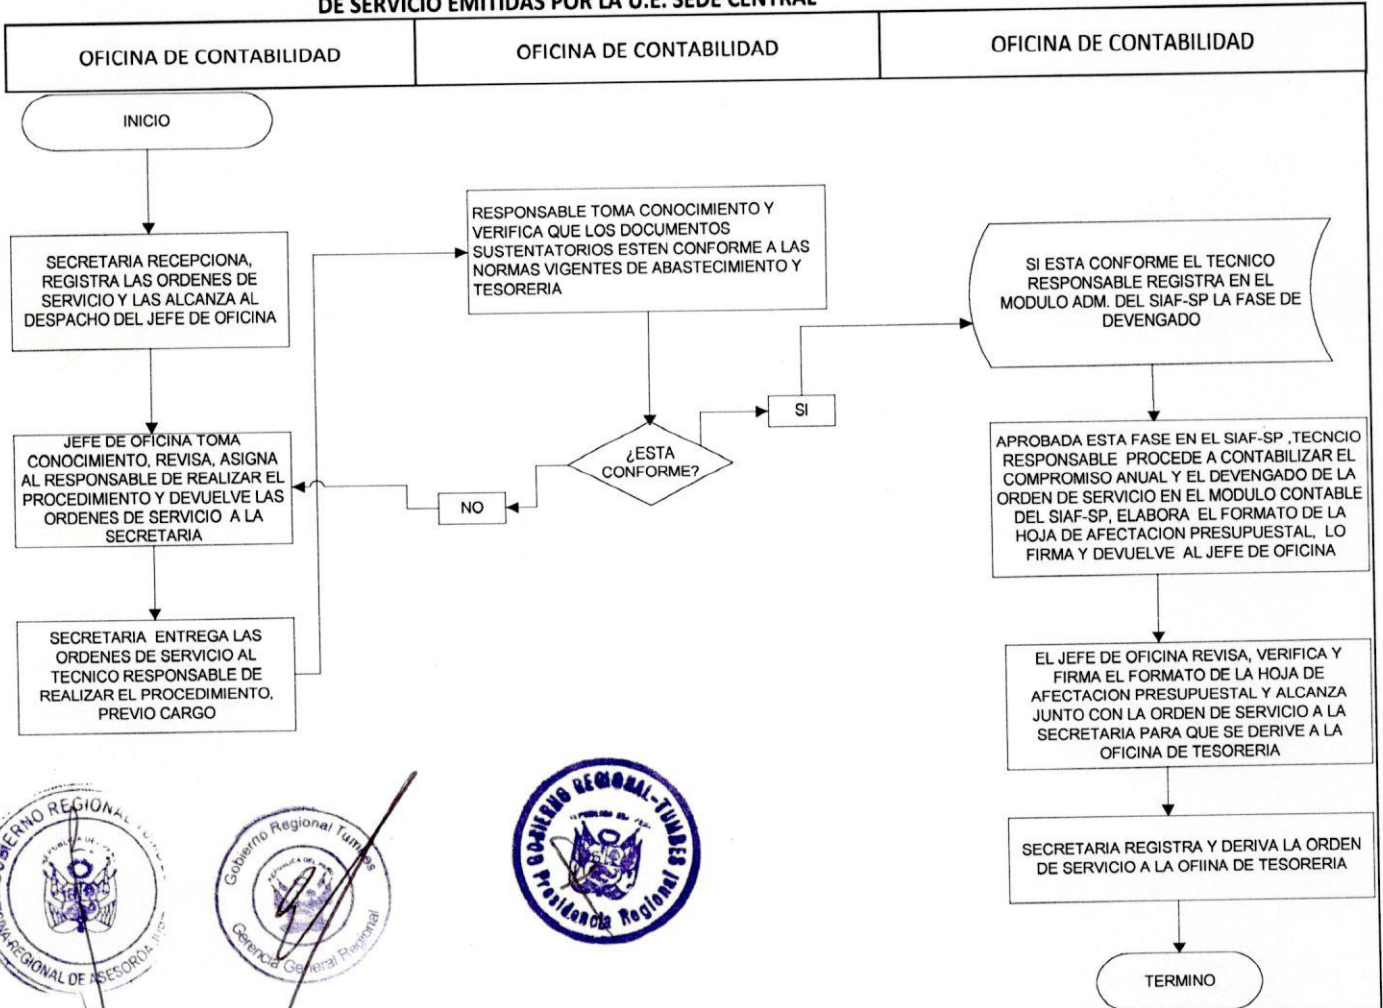 DE SERVICIO EMITIDAS POR LA U.E. SEDE CENTRAL
OFICINA DE CONTABILIDAD
OFICINA DE CONTABILIDAD
OFICINA DE CONTABILIDAD
INICIO
SECRETARIA RECEPCIONA,
REGISTRA LAS ORDENES DE
SERVICIO Y LAS ALCANZA AL
DESPACHO DEL JEFE DE OFICINA
JEFE DE OFICINA TOMA
CONOCIMIENTO, REVISA, ASIGNA
AL RESPONSABLE DE REALIZAR EL
PROCEDIMIENTO Y DEVUELVE LAS
ORDENES DE SERVICIO A LA
SECRETARIA
SECRETARIA ENTREGA LAS
ORDENES DE SERVICIO AL
TECNICO RESPONSABLE DE
REALIZAR EL PROCEDIMIENTO,
PREVIO CARGO
RESPONSABLE TOMA CONOCIMIENTO Y
VERIFICA QUE LOS DOCUMENTOS
SUSTENTATORIOS ESTEN CONFORME A LAS
NORMAS VIGENTES DE ABASTECIMIENTO Y
TESORERIA
¿ESTA
CONFORME?
NO
SI
SI ESTA CONFORME EL TECNICO
RESPONSABLE REGISTRA EN EL
MODULO ADM. DEL SIAF-SP LA FASE DE
DEVENGADO
APROBADA ESTA FASE EN EL SIAF-SP ,TECNCIO
RESPONSABLE PROCEDE A CONTABILIZAR EL
COMPROMISO ANUAL Y EL DEVENGADO DE LA
ORDEN DE SERVICIO EN EL MODULO CONTABLE
DEL SIAF-SP, ELABORA EL FORMATO DE LA
HOJA DE AFECTACION PRESUPUESTAL, LO
FIRMA Y DEVUELVE AL JEFE DE OFICINA
EL JEFE DE OFICINA REVISA, VERIFICA Y
FIRMA EL FORMATO DE LA HOJA DE
AFECTACION PRESUPUESTAL Y ALCANZA
JUNTO CON LA ORDEN DE SERVICIO A LA
SECRETARIA PARA QUE SE DERIVE A LA
OFICINA DE TESORERIA
SECRETARIA REGISTRA Y DERIVA LA ORDEN
DE SERVICIO A LA OFIINA DE TESORERIA
TERMINO
REGIONAL
REGIONAL DE
Gobierno Regional Tumbes
Gerencia General Regional
GOBIERNO REGIONAL-TUMBES
Presidencia Regional